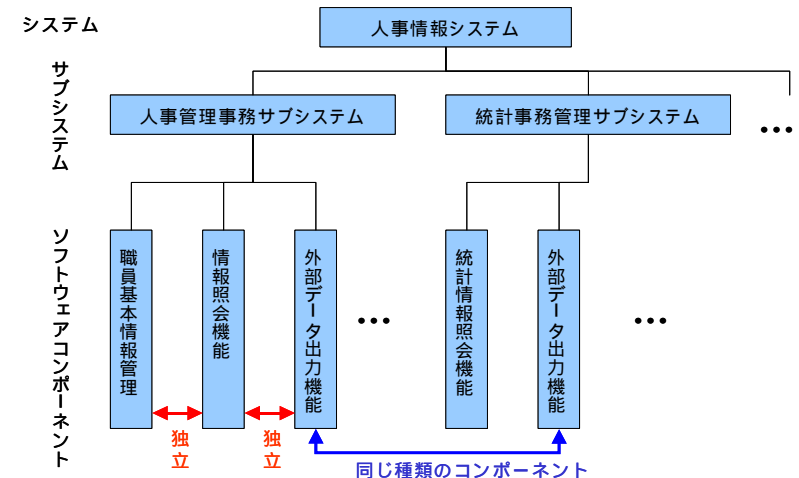 システム
人事情報システム
サブシステム
人事管理事務サブシステム
統計事務管理サブシステム
•••
ソフトウェアコンポーネント
職員基本情報管理
情報照会機能
外部データ出力機能
•••
統計情報照会機能
外部データ出力機能
•••
独立
独立
同じ種類のコンポーネント